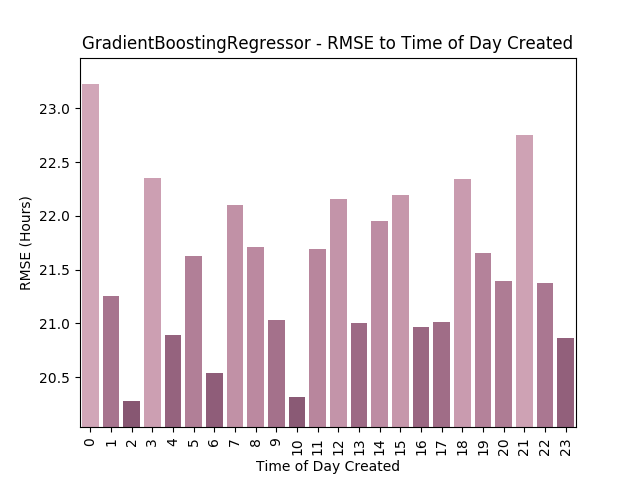 GradientBoostingRegressor - RMSE to Time of Day Created
RMSE (Hours)
23.0
22.5
22.0
21.5
21.0
20.5
0 1 2 3 4 5 6 7 8 9 10 11 12 13 14 15 16 17 18 19 20 21 22 23
Time of Day Created